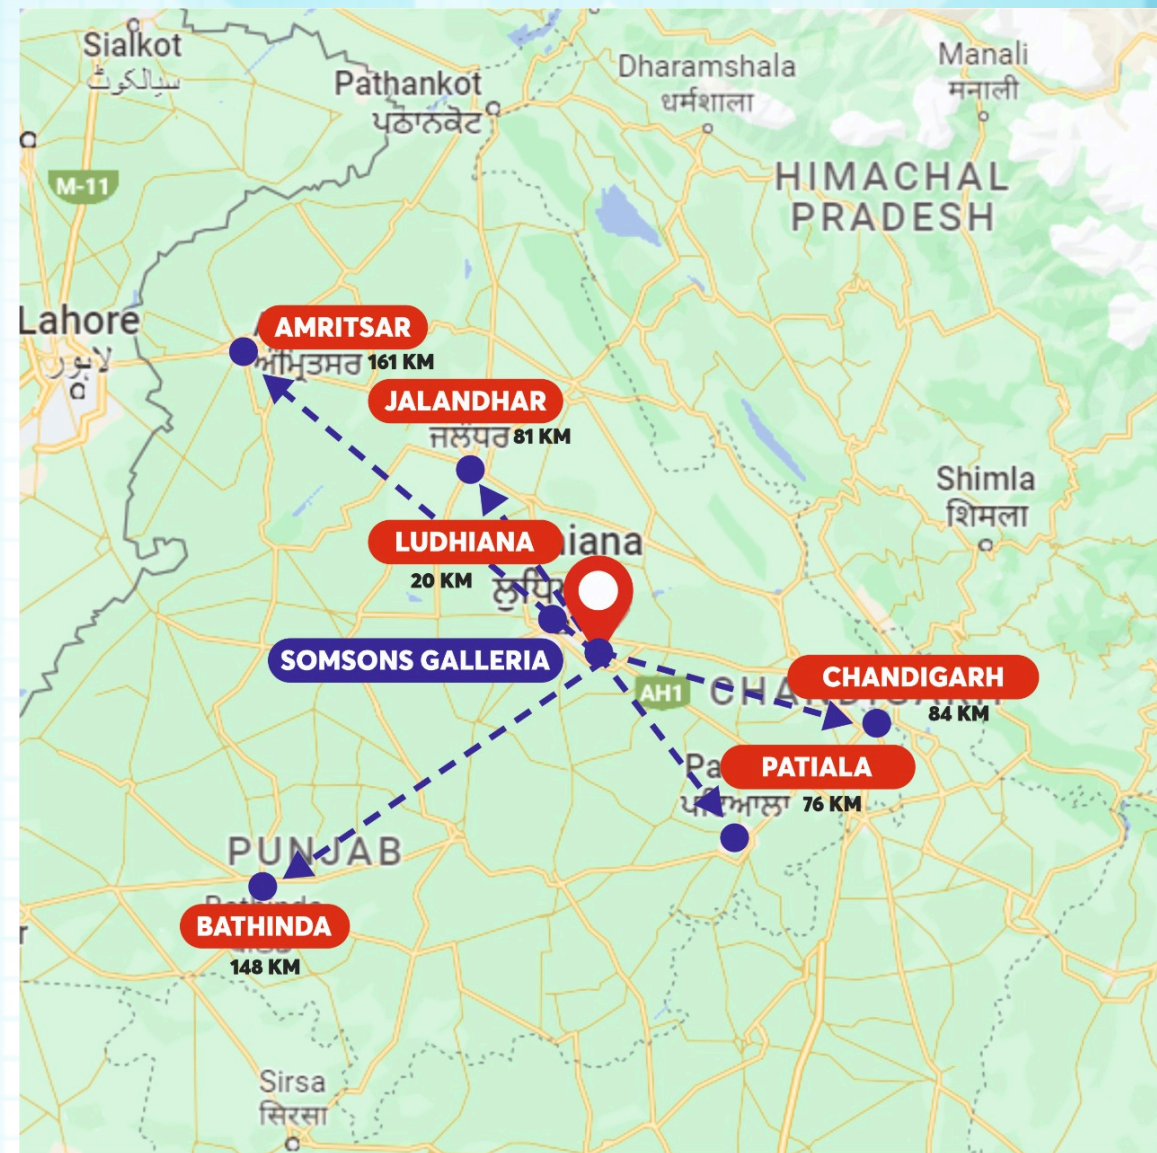 Sialkot
سیالکوٹ
Pathankot
ਪਠਾਨਕੋਟ
Dharamshala
धर्मशाला
Manali
मनाली
M-11
HIMACHAL
PRADESH
Lahore
لاہور
AMRITSAR
ਅੰਮ੍ਰਿਤਸਰ 161 KM
JALANDHAR
ਜਲੰਧਰ 81 KM
Shimla
शिमला
LUDHIANA
20 KM
SOMSONS GALLERIA
AH1
CHANDIGARH
84 KM
PATIALA
76 KM
PUNJAB
BATHINDA
148 KM
Sirsa
सिरसा